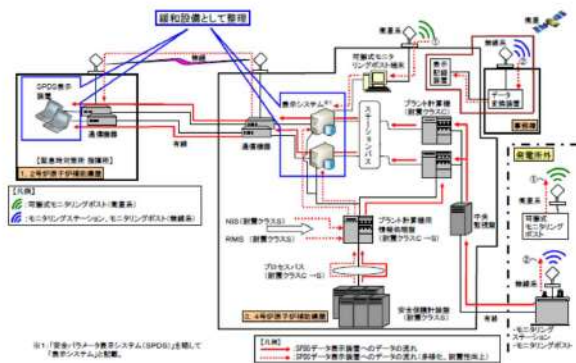 緩和設備として整理
衛星系
衛星
無線
可搬式モニタ
リングポスト端末
無線系
②
表示
記録
装置
データ
変換装置
事務棟
SPDS表示
装置
通信機器
有線
【緊急時対策所 指揮所】
1, 2号炉原子炉補助建屋
通信機器
表示システム※1
ステーションバス
プラント計算機
(耐震クラスC)
発電所外
①
衛星系
可搬式
モニタリング
ポスト
②
無線系
【凡例】
:可搬式モニタリングポスト(衛星系)
:モニタリングステーション、モニタリングポスト(無線系)
NIS(耐震クラスS)
RMS(耐震クラスS)
プラント計算機用
情報処理盤
(耐震クラスC→S)
中央
監視盤
プロセスバス
(耐震クラスC→S)
3, 4号炉原子炉補助建屋
安全保護計装盤
(耐震クラスS)
有線
・モニタリング
ステーション
・モニタリングポスト
※1:「安全パラメータ表示システム(SPDS)」を略して
「表示システム」と記載。
【凡例】
:SPDSデータ表示装置へのデータの流れ
:SPDSデータ表示装置へのデータの流れ(多様化、耐震性向上)